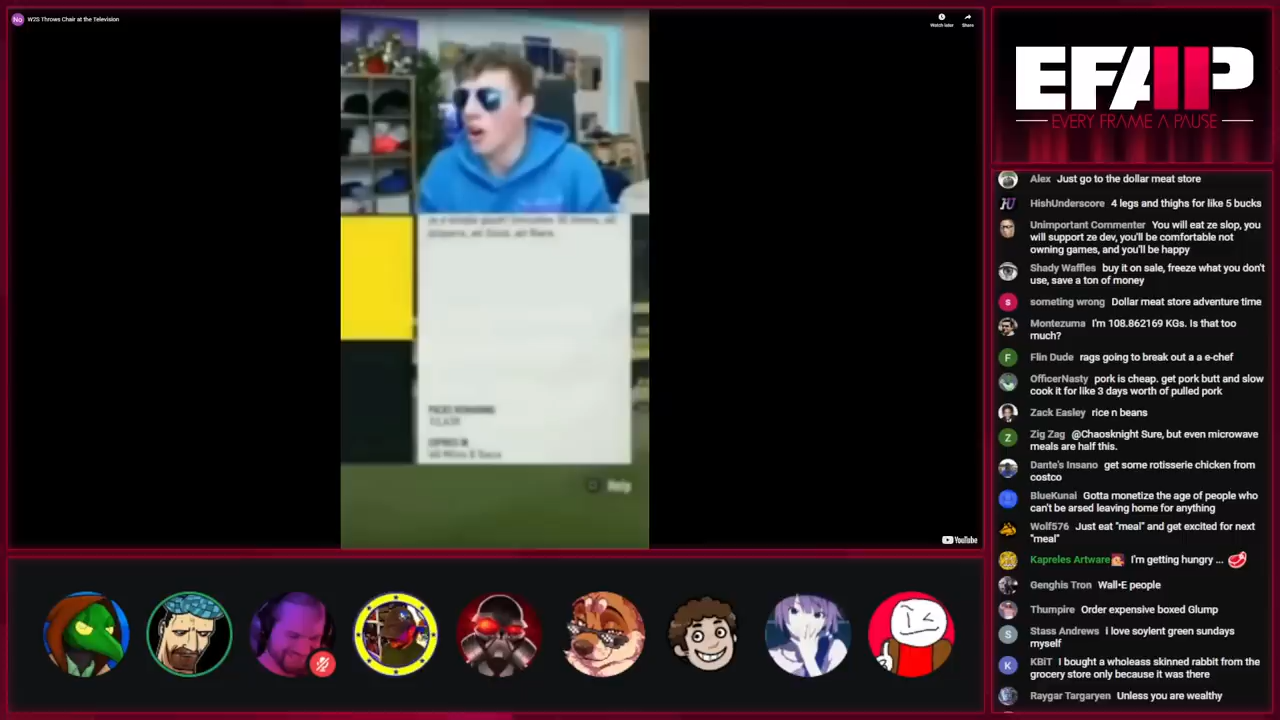 No
W2S Throws Chair at the Television
Watch later
Share
PACKS REMAINING
EXPIRES IN
Help
YouTube
EFAP
EVERY FRAME A PAUSE
Alex Just go to the dollar meat store
HU
HishUnderscore 4 legs and thighs for like 5 bucks
Unimportant Commenter You will eat ze slop, you
will support ze dev, you'll be comfortable not
owning games, and you'll be happy
Shady Waffles buy it on sale, freeze what you don't
use, save a ton of money
s
someting wrong Dollar meat store adventure time
Montezuma I'm 108.862169 KGs. Is that too
much?
F
Flin Dude rags going to break out a a e-chef
OfficerNasty pork is cheap. get pork butt and slow
cook it for like 3 days worth of pulled pork
Zack Easley rice n beans
Z
Zig Zag @Chaosknight Sure, but even microwave
meals are half this.
Dante's Insano get some rotisserie chicken from
costco
BlueKunai Gotta monetize the age of people who
can't be arsed leaving home for anything
Wolf576 Just eat "meal" and get excited for next
"meal"
Kapreles Artware I'm getting hungry ...
Genghis Tron Wall•E people
Thumpire Order expensive boxed Glump
S
Stass Andrews i love soylent green sundays
myself
K
KBiT I bought a wholeass skinned rabbit from the
grocery store only because it was there
Raygar Targaryen Unless you are wealthy